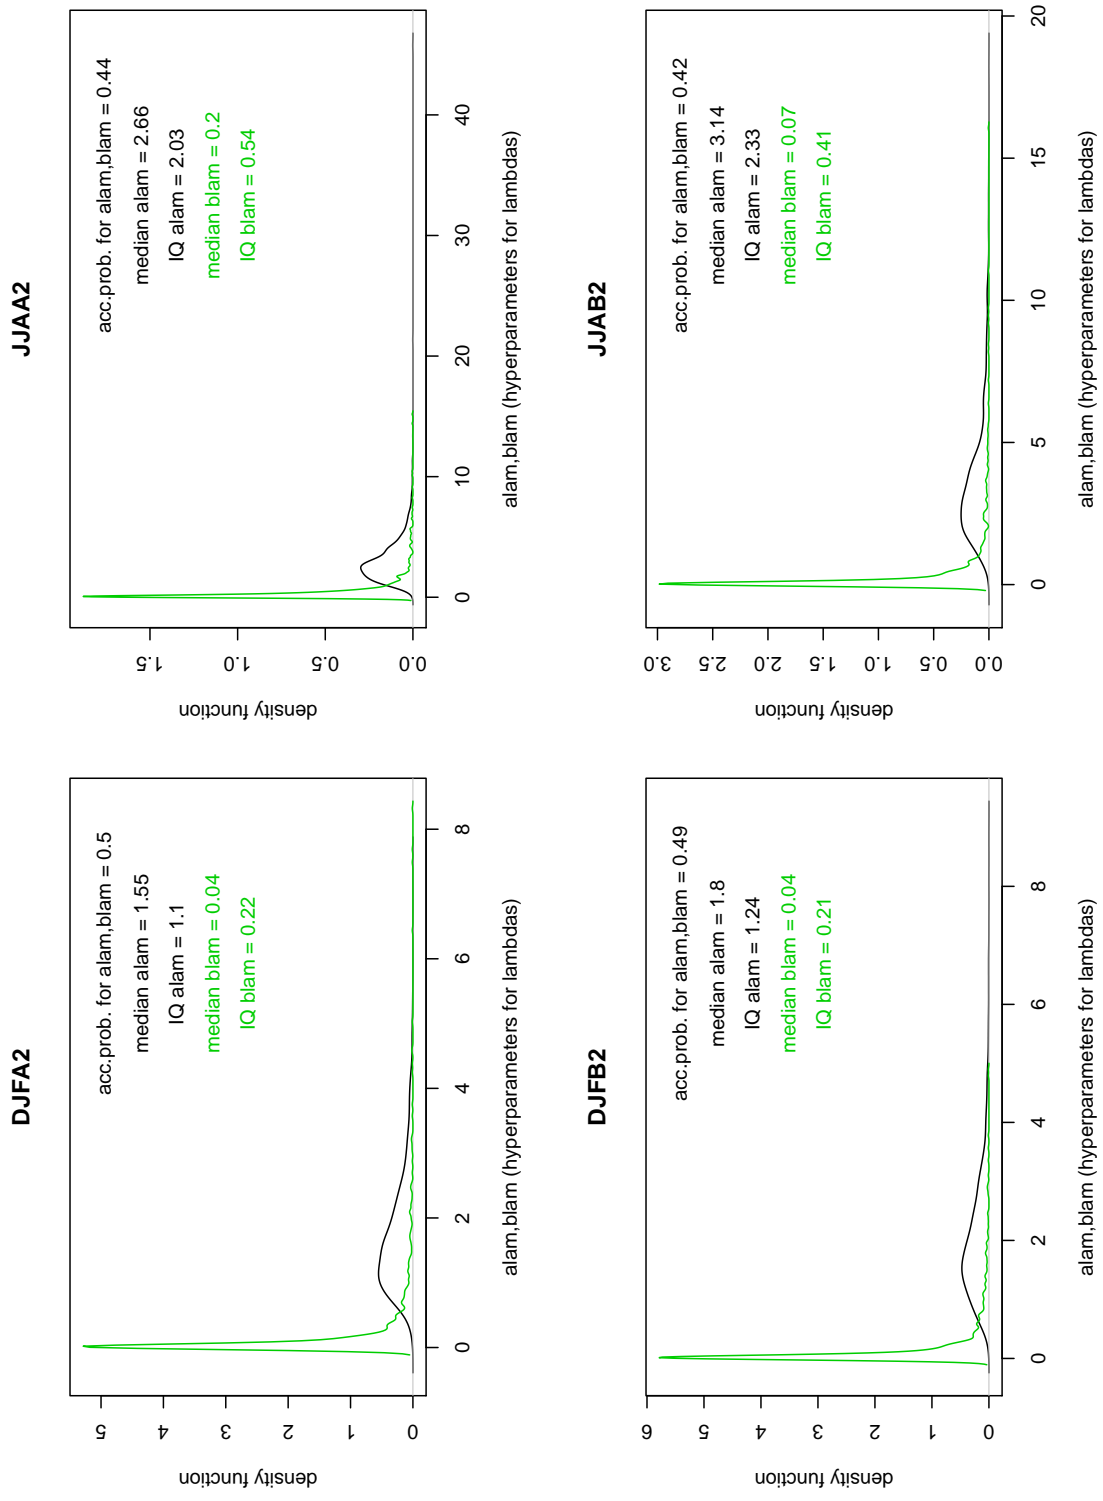 DJFA2
acc.prob. for alam,blam = 0.5
median alam = 1.55
IQ alam = 1.1
median blam = 0.04
IQ blam = 0.22
density function
0 1 2 3 4 5
0 2 4 6 8
alam,blam (hyperparameters for lambdas)
JJAA2
acc.prob. for alam,blam = 0.44
median alam = 2.66
IQ alam = 2.03
median blam = 0.2
IQ blam = 0.54
density function
0.0 0.5 1.0 1.5
0 10 20 30 40
alam,blam (hyperparameters for lambdas)
DJFB2
acc.prob. for alam,blam = 0.49
median alam = 1.8
IQ alam = 1.24
median blam = 0.04
IQ blam = 0.21
density function
0 1 2 3 4 5 6
0 2 4 6 8
alam,blam (hyperparameters for lambdas)
JJAB2
acc.prob. for alam,blam = 0.42
median alam = 3.14
IQ alam = 2.33
median blam = 0.07
IQ blam = 0.41
density function
0.0 0.5 1.0 1.5 2.0 2.5 3.0
0 5 10 15 20
alam,blam (hyperparameters for lambdas)